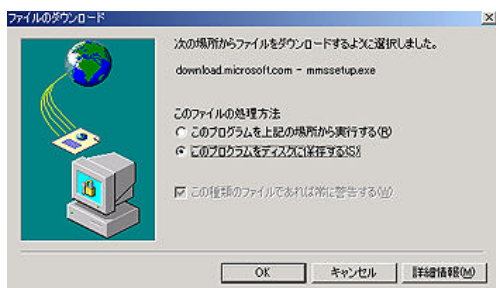 ファイルのダウンロード
次の場所からファイルをダウンロードするように選択しました。
download.microsoft.com - mmssetup.exe
このファイルの処理方法
このプログラムを上記の場所から実行する(R)
このプログラムをディスクに保存する(S)
この種類のファイルであれば常に警告する(W)
OK キャンセル 詳細情報(M)